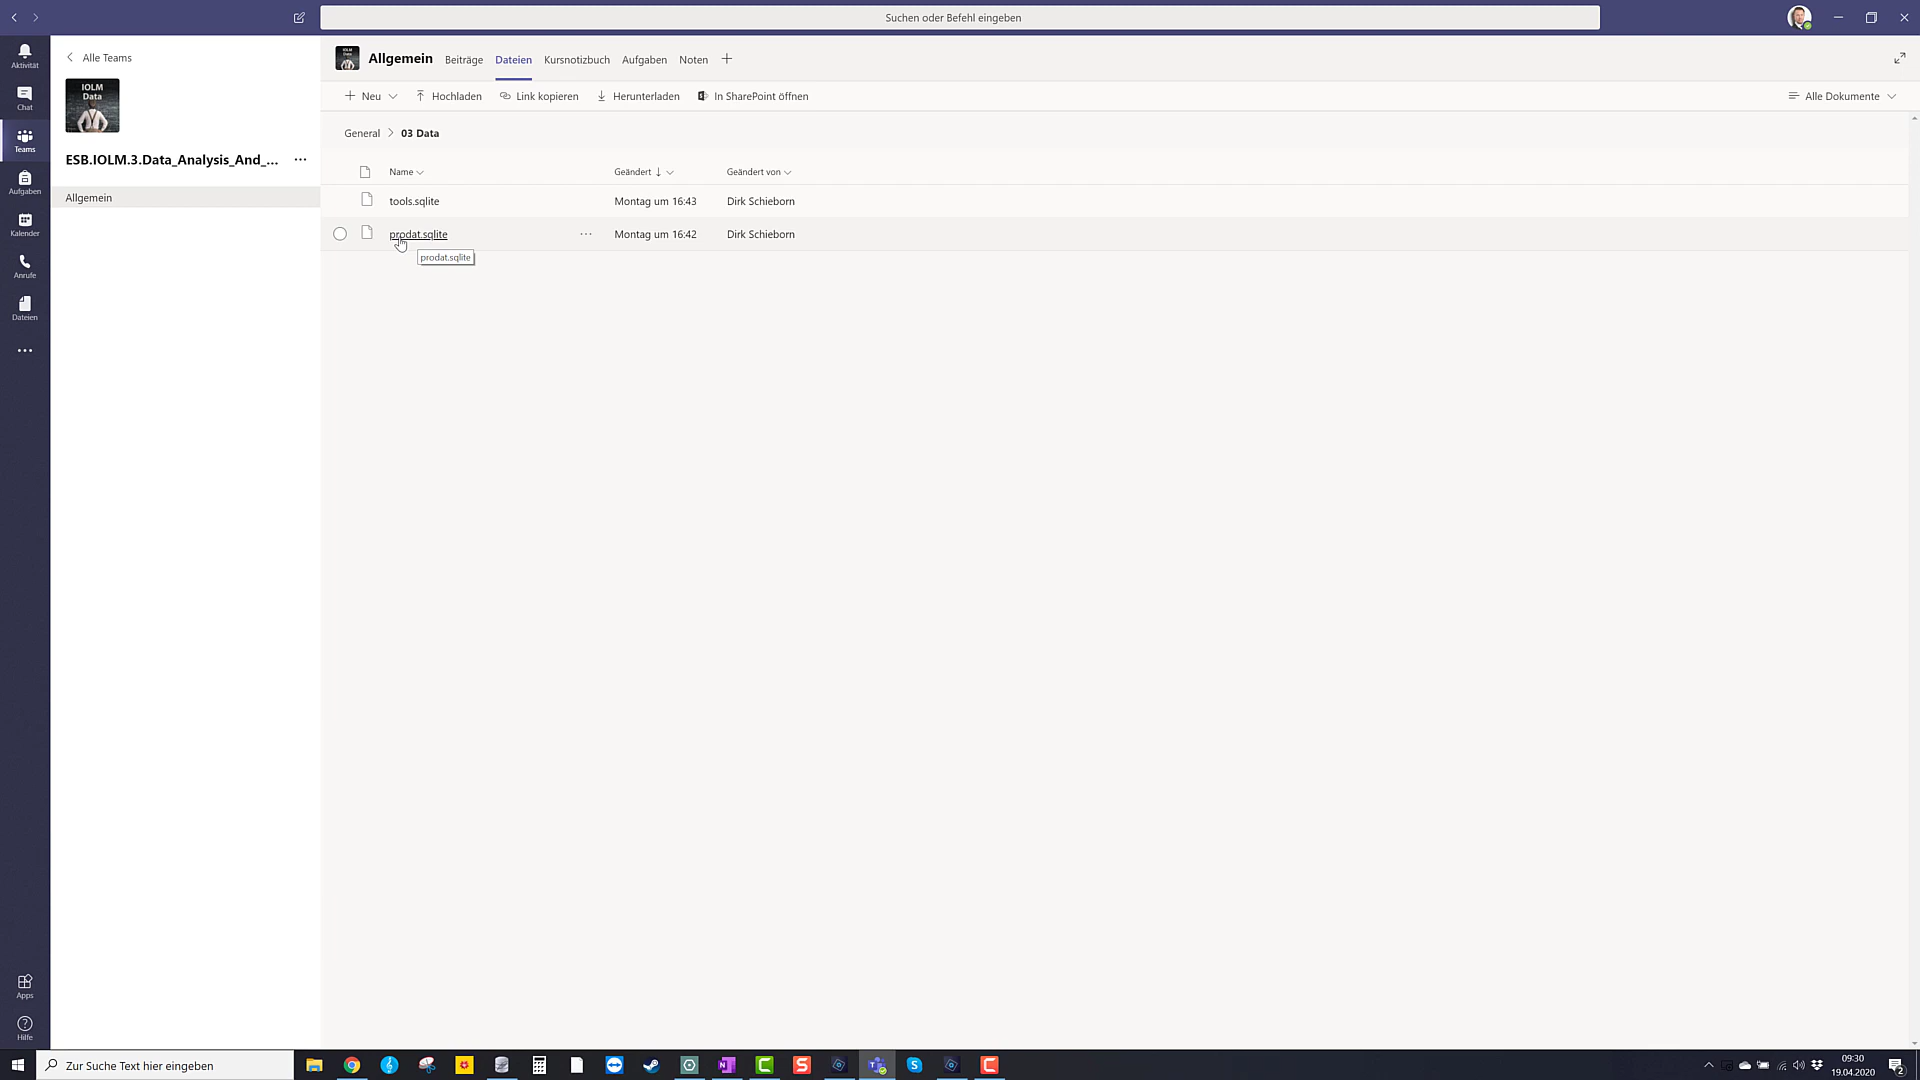 Suchen oder Befehl eingeben
Aktivität
Chat
Teams
Aufgaben
Kalender
Anrufe
Dateien
Apps
Hilfe
Alle Teams
IOLM
Data
ESB.IOLM.3.Data_Analysis_And_...
Allgemein
Allgemein Beiträge Dateien Kursnotizbuch Aufgaben Noten
Neu Hochladen Link kopieren Herunterladen In SharePoint öffnen Alle Dokumente
General > 03 Data
Name Geändert Geändert von
tools.sqlite Montag um 16:43 Dirk Schieborn
prodat.sqlite Montag um 16:42 Dirk Schieborn
prodat.sqlite
Zur Suche Text hier eingeben
09:30
19.04.2020
2